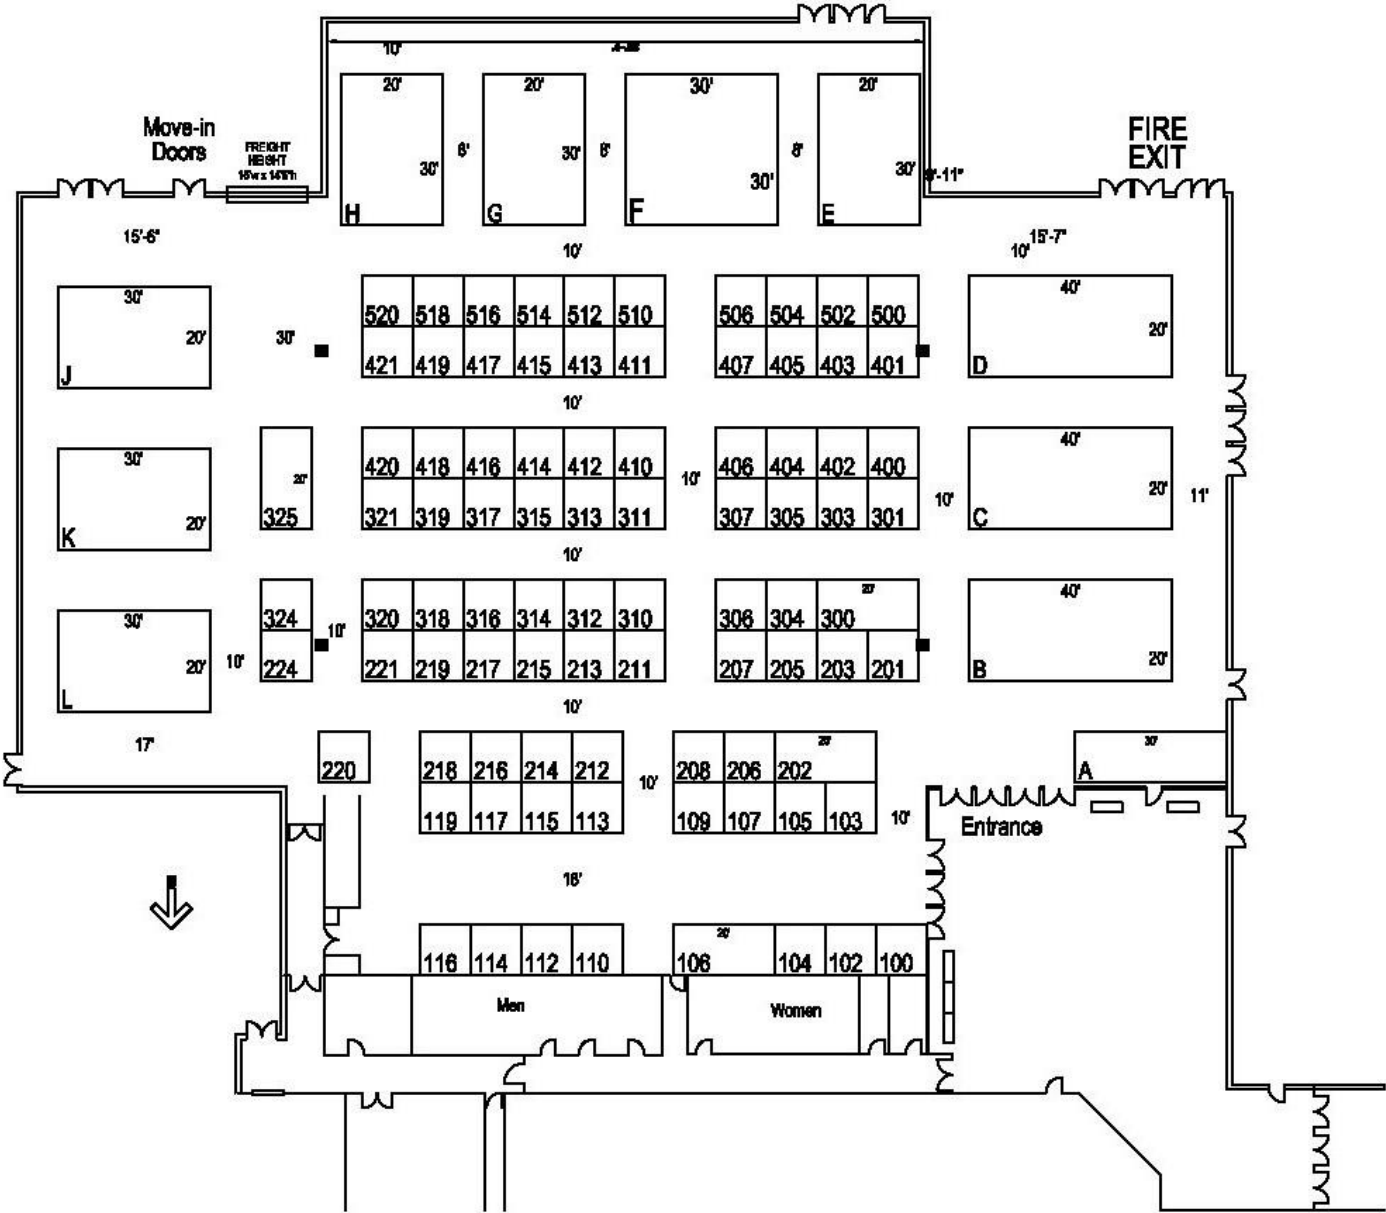 10'
20' 20' 30' 20'
Move-in
Doors
FREIGHT
HEIGHT
FIRE
EXIT
8' 8' 8'
30' 30' 30' 30'
H G F E
15'-6" 10' 10' 15'-7"
30' 40'
30' 20' 20'
520 518 516 514 512 510 506 504 502 500
J 421 419 417 415 413 411 407 405 403 401 D
10'
30' 40'
420 418 416 414 412 410 406 404 402 400
20' 10' 10' 20' 11'
K 20' 325 321 319 317 315 313 311 307 305 303 301 C
10'
30' 20' 40'
324 320 318 316 314 312 310 306 304 300
20' 10' 10' 20'
L 224 221 219 217 215 213 211 207 205 203 201 B
10'
17' 20' 30'
220 218 216 214 212 10' 208 206 202 A
119 117 115 113 109 107 105 103 10' Entrance
20'
116 114 112 110 106 104 102 100
Men Women